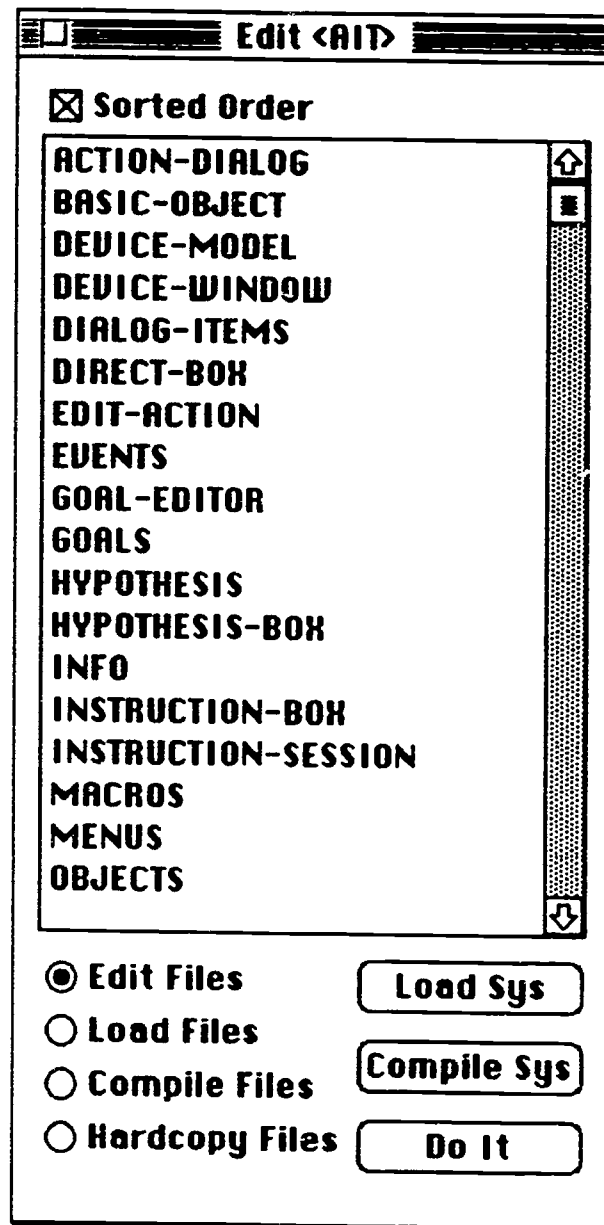 Edit <AIT>
Sorted Order
ACTION-DIALOG
BASIC-OBJECT
DEVICE-MODEL
DEVICE-WINDOW
DIALOG-ITEMS
DIRECT-BOX
EDIT-ACTION
EVENTS
GOAL-EDITOR
GOALS
HYPOTHESIS
HYPOTHESIS-BOX
INFO
INSTRUCTION-BOX
INSTRUCTION-SESSION
MACROS
MENUS
OBJECTS
Edit Files
Load Sys
Load Files
Compile Sys
Compile Files
Hardcopy Files
Do It